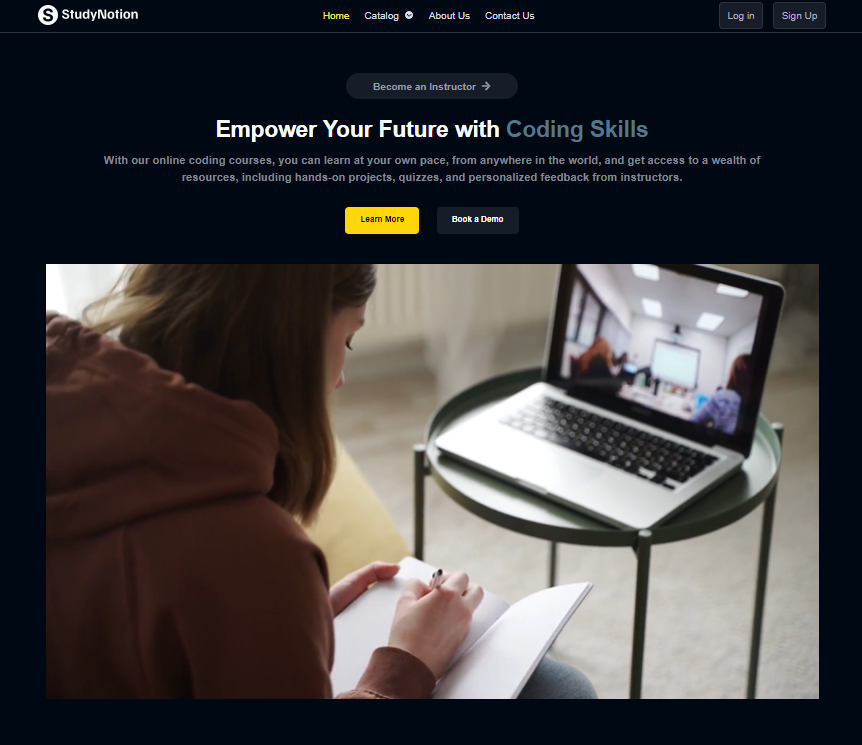 StudyNotion
Home Catalog About Us Contact Us
Log in Sign Up
Become an Instructor
Empower Your Future with Coding Skills
With our online coding courses, you can learn at your own pace, from anywhere in the world, and get access to a wealth of
resources, including hands-on projects, quizzes, and personalized feedback from instructors.
Learn More Book a Demo